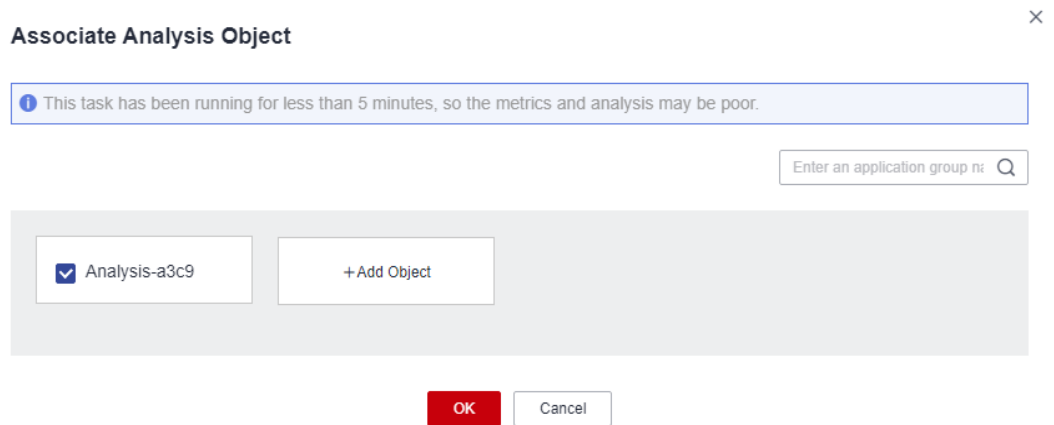 Associate Analysis Object
This task has been running for less than 5 minutes, so the metrics and analysis may be poor.
Enter an application group
Analysis-a3c9
+Add Object
OK
Cancel